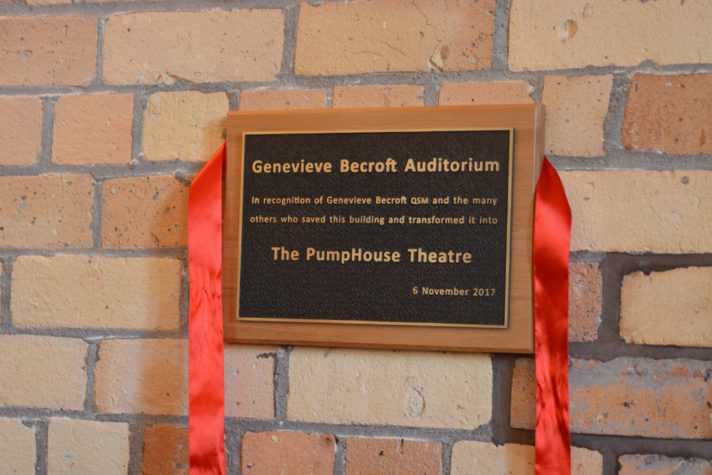 Genevieve Becroft Auditorium
In recognition of Genevieve Becroft QSM and the many
others who saved this building and transformed it into
The PumpHouse Theatre
6 November 2017